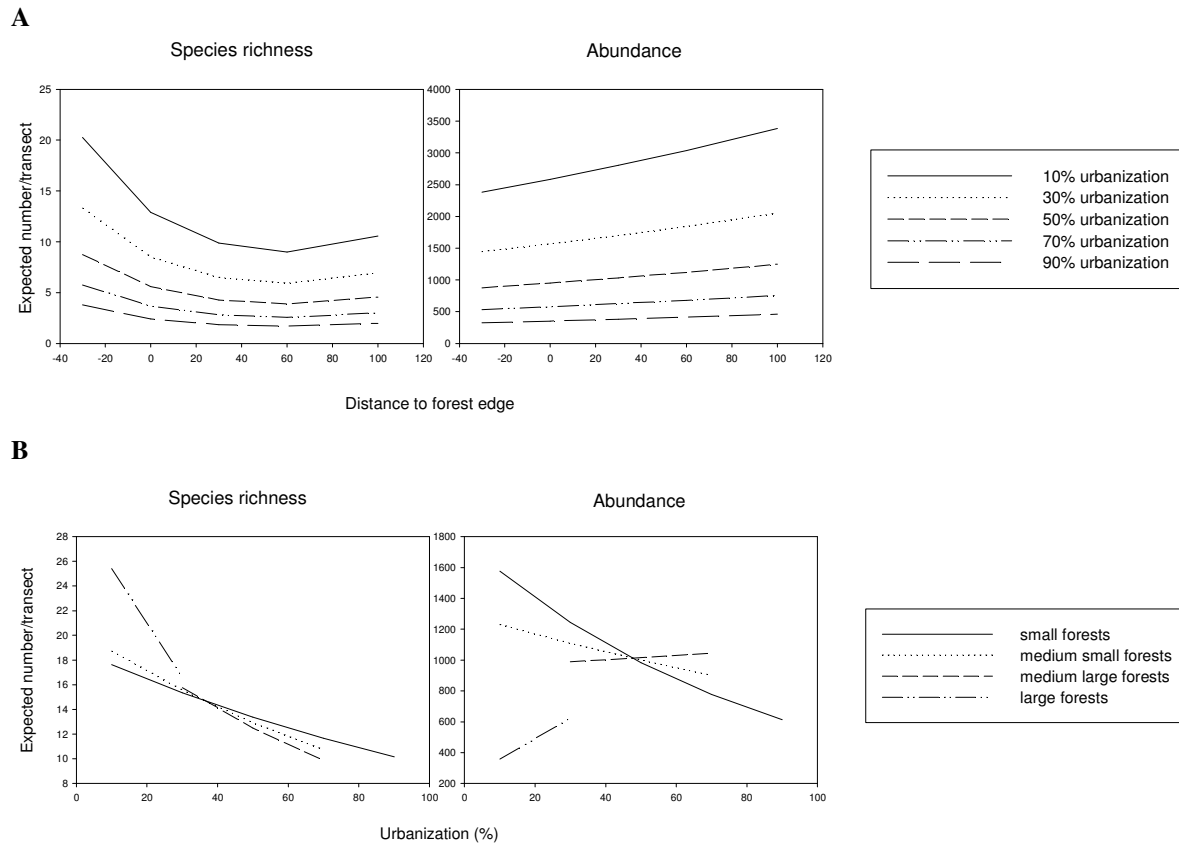 A
Species richness
Abundance
Expected number/transect
25
20
15
10
5
0
-40 -20 0 20 40 60 80 100 120
4000
3500
3000
2500
2000
1500
1000
500
0
-40 -20 0 20 40 60 80 100 120
Distance to forest edge
10% urbanization
30% urbanization
50% urbanization
70% urbanization
90% urbanization
B
Species richness
Abundance
Expected number/transect
28
26
24
22
20
18
16
14
12
10
8
0 20 40 60 80 100
1800
1600
1400
1200
1000
800
600
400
200
0 20 40 60 80 100
Urbanization (%)
small forests
medium small forests
medium large forests
large forests